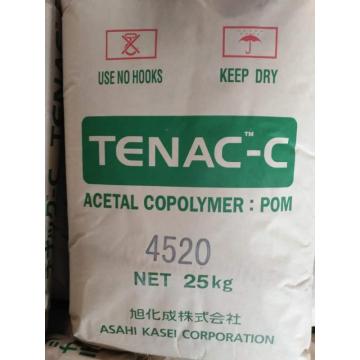 USE NO HOOKS
KEEP DRY
TENAC™-C
ACETAL COPOLYMER : POM
4520
NET 25kg
旭化成株式会社
ASAHI KASEI CORPORATION